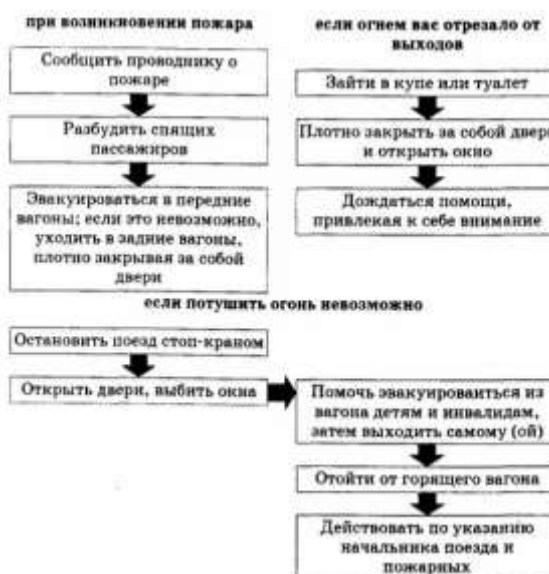 при возникновении пожара
Сообщить проводнику о
пожаре
Разбудить спящих
пассажиров
Эвакуироваться в передние
вагоны; если это невозможно,
уходить в задние вагоны,
плотно закрывая за собой
двери
если огнем вас отрезало от
выходов
Зайти в купе или туалет
Плотно закрыть за собой двери
и открыть окно
Дождаться помощи,
привлекая к себе внимание
если потушить огонь невозможно
Остановить поезд стоп-краном
Открыть двери, выбить окна
Помочь эвакуироваиться из
вагона детям и инвалидам,
затем выходить самому (ой)
Отойти от горящего вагона
Действовать по указанию
начальника поезда и
пожарных